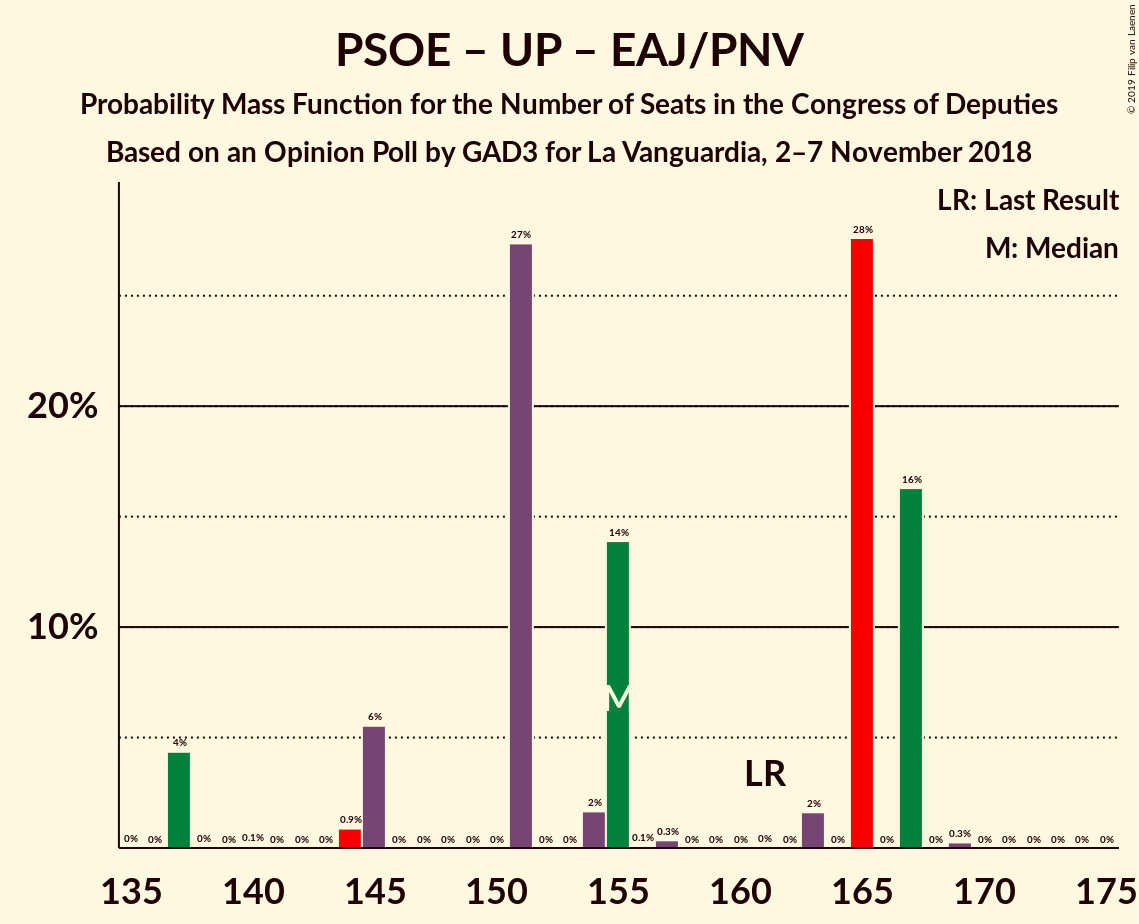 PSOE – UP – EAJ/PNV
Probability Mass Function for the Number of Seats in the Congress of Deputies
Based on an Opinion Poll by GAD3 for La Vanguardia, 2–7 November 2018
© 2019 Filip van Laenen
LR: Last Result
M: Median
20%
10%
0% 0% 4% 0% 0% 0.1% 0% 0% 0% 0.9% 6% 0% 0% 0% 0% 0% 27% 0% 0% 2% 14% 0.1% 0.3% 0% 0% 0% 0% 0% 2% 0% 28% 0% 16% 0% 0.3% 0% 0% 0% 0% 0% 0%
M
LR
135 140 145 150 155 160 165 170 175